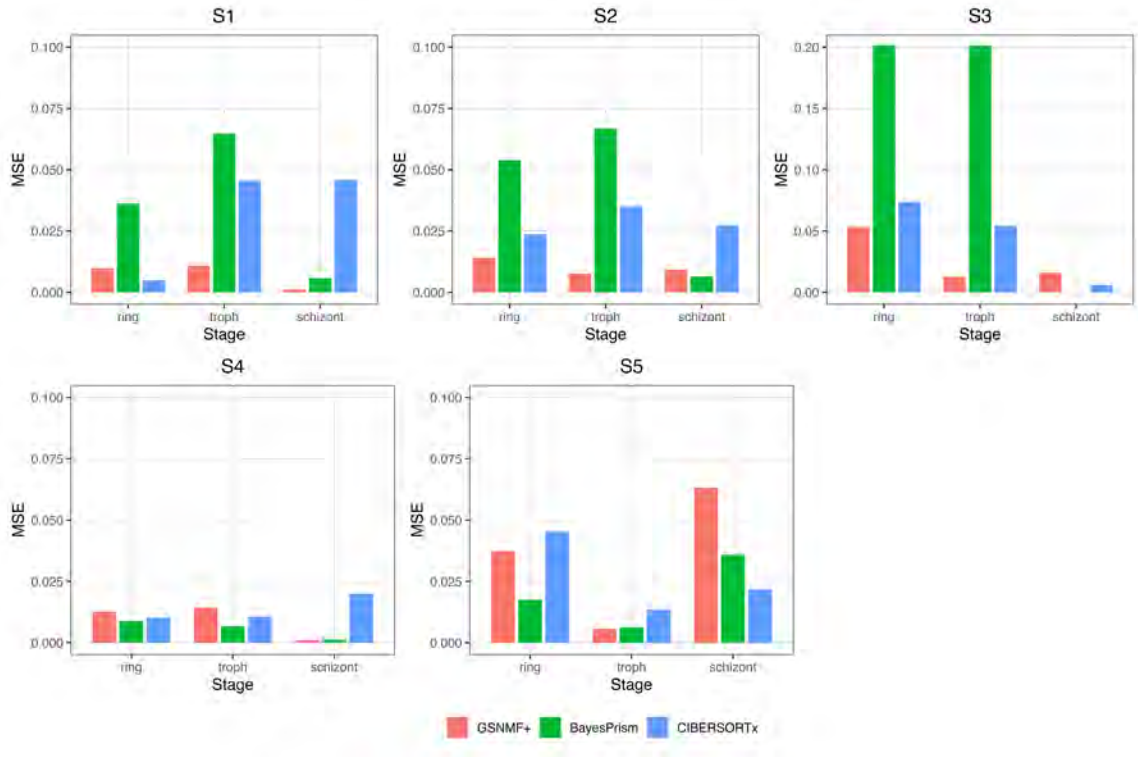 S1
0.100
0.075
0.050
0.025
0.000
MSE
ring troph schizont
Stage
S2
0.100
0.075
0.050
0.025
0.000
MSE
ring troph schizont
Stage
S3
0.20
0.15
0.10
0.05
0.00
MSE
ring troph schizont
Stage
S4
0.100
0.075
0.050
0.025
0.000
MSE
ring troph schizont
Stage
S5
0.100
0.075
0.050
0.025
0.000
MSE
ring troph schizont
Stage
GSNMF+ BayesPrism CIBERSORTx